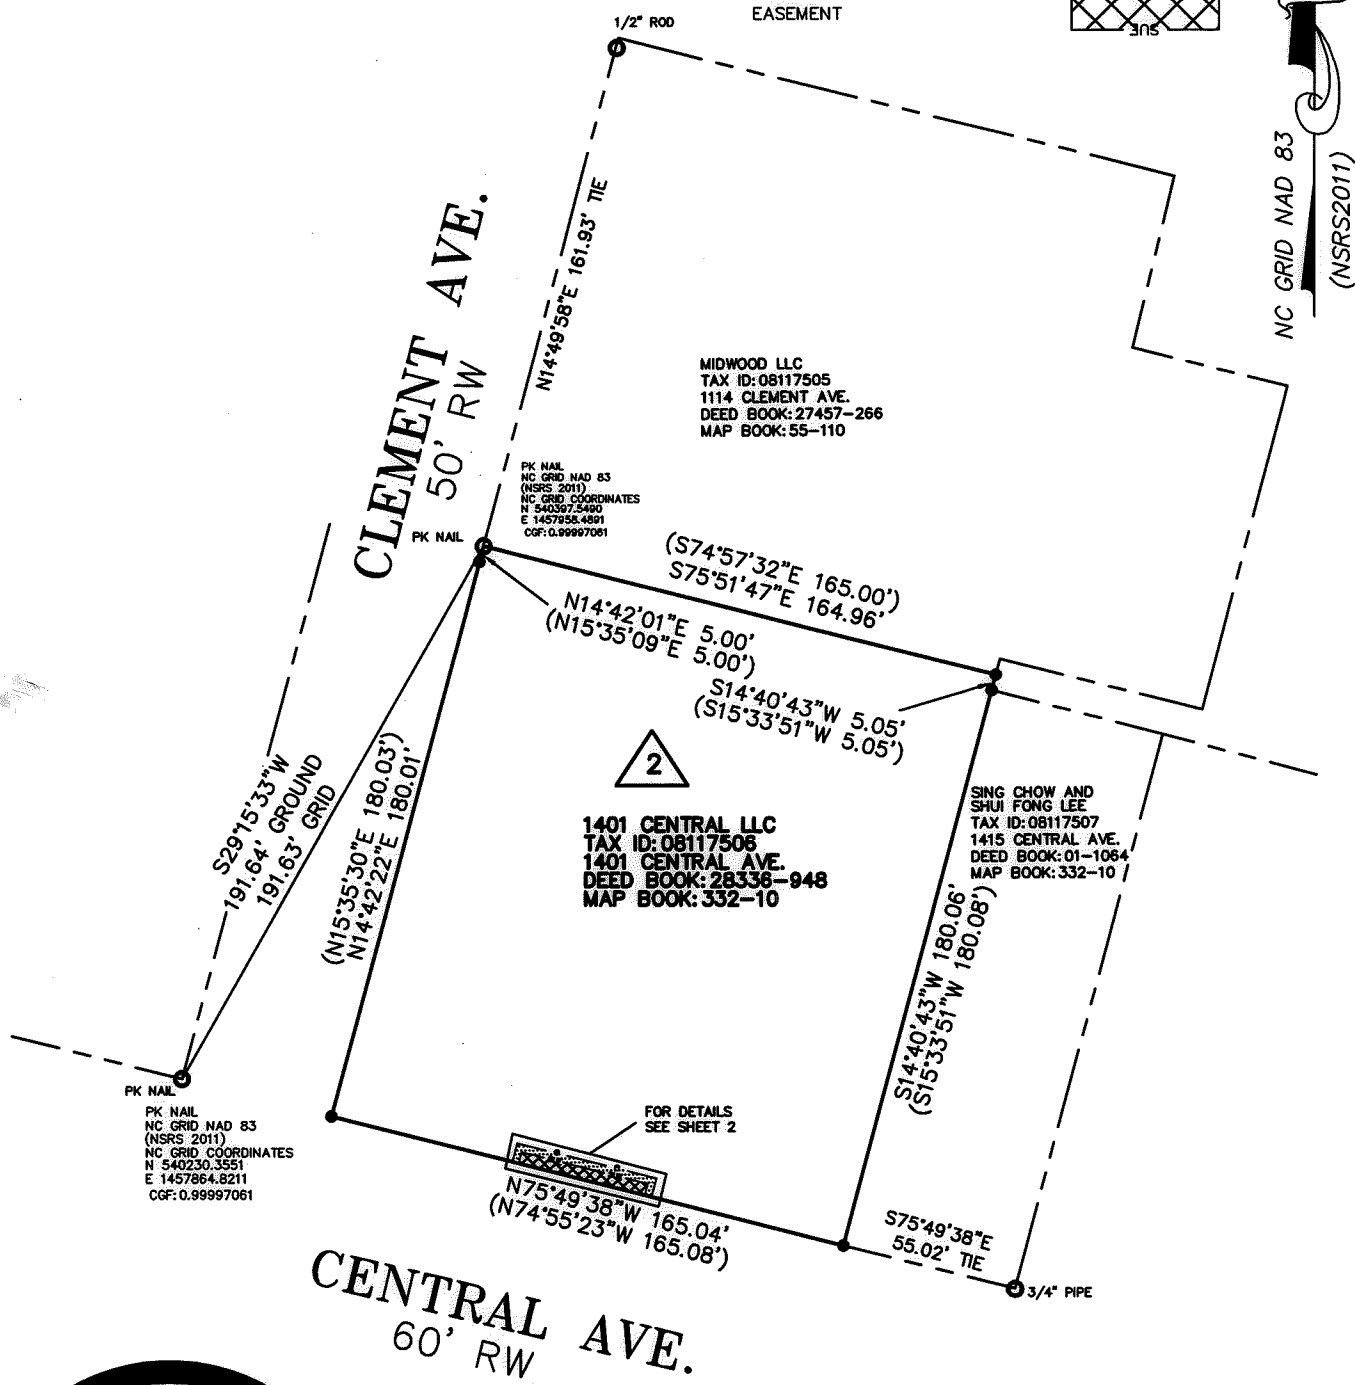 1/2" ROD
EASEMENT
SUE
NC GRID NAD 83
(NSRS2011)
CLEMENT AVE.
50' RW
N14°49'58"E 161.93' TIE
MIDWOOD LLC
TAX ID: 08117505
1114 CLEMENT AVE.
DEED BOOK: 27457-266
MAP BOOK: 55-110
PK NAIL
NC GRID NAD 83
(NSRS 2011)
NC GRID COORDINATES
N 540397.5490
E 1457958.4891
CGF: 0.99997061
PK NAIL
(S74°57'32"E 165.00')
S75°51'47"E 164.96'
N14°42'01"E 5.00'
(N15°35'09"E 5.00')
S14°40'43"W 5.05'
(S15°33'51"W 5.05')
S29°15'33"W
191.64' GROUND
191.63' GRID
(N15°35'30"E 180.03')
N14°42'22"E 180.01'
2
1401 CENTRAL LLC
TAX ID: 08117506
1401 CENTRAL AVE.
DEED BOOK: 28336-948
MAP BOOK: 332-10
SING CHOW AND
SHUI FONG LEE
TAX ID: 08117507
1415 CENTRAL AVE.
DEED BOOK: 01-1064
MAP BOOK: 332-10
S14°40'43"W 180.06'
(S15°33'51"W 180.08')
PK NAIL
PK NAIL
NC GRID NAD 83
(NSRS 2011)
NC GRID COORDINATES
N 540230.3551
E 1457864.8211
CGF: 0.99997061
FOR DETAILS
SEE SHEET 2
N75°49'38"W 165.04'
(N74°55'23"W 165.08')
S75°49'38"E
55.02' TIE
3/4" PIPE
CENTRAL AVE.
60' RW